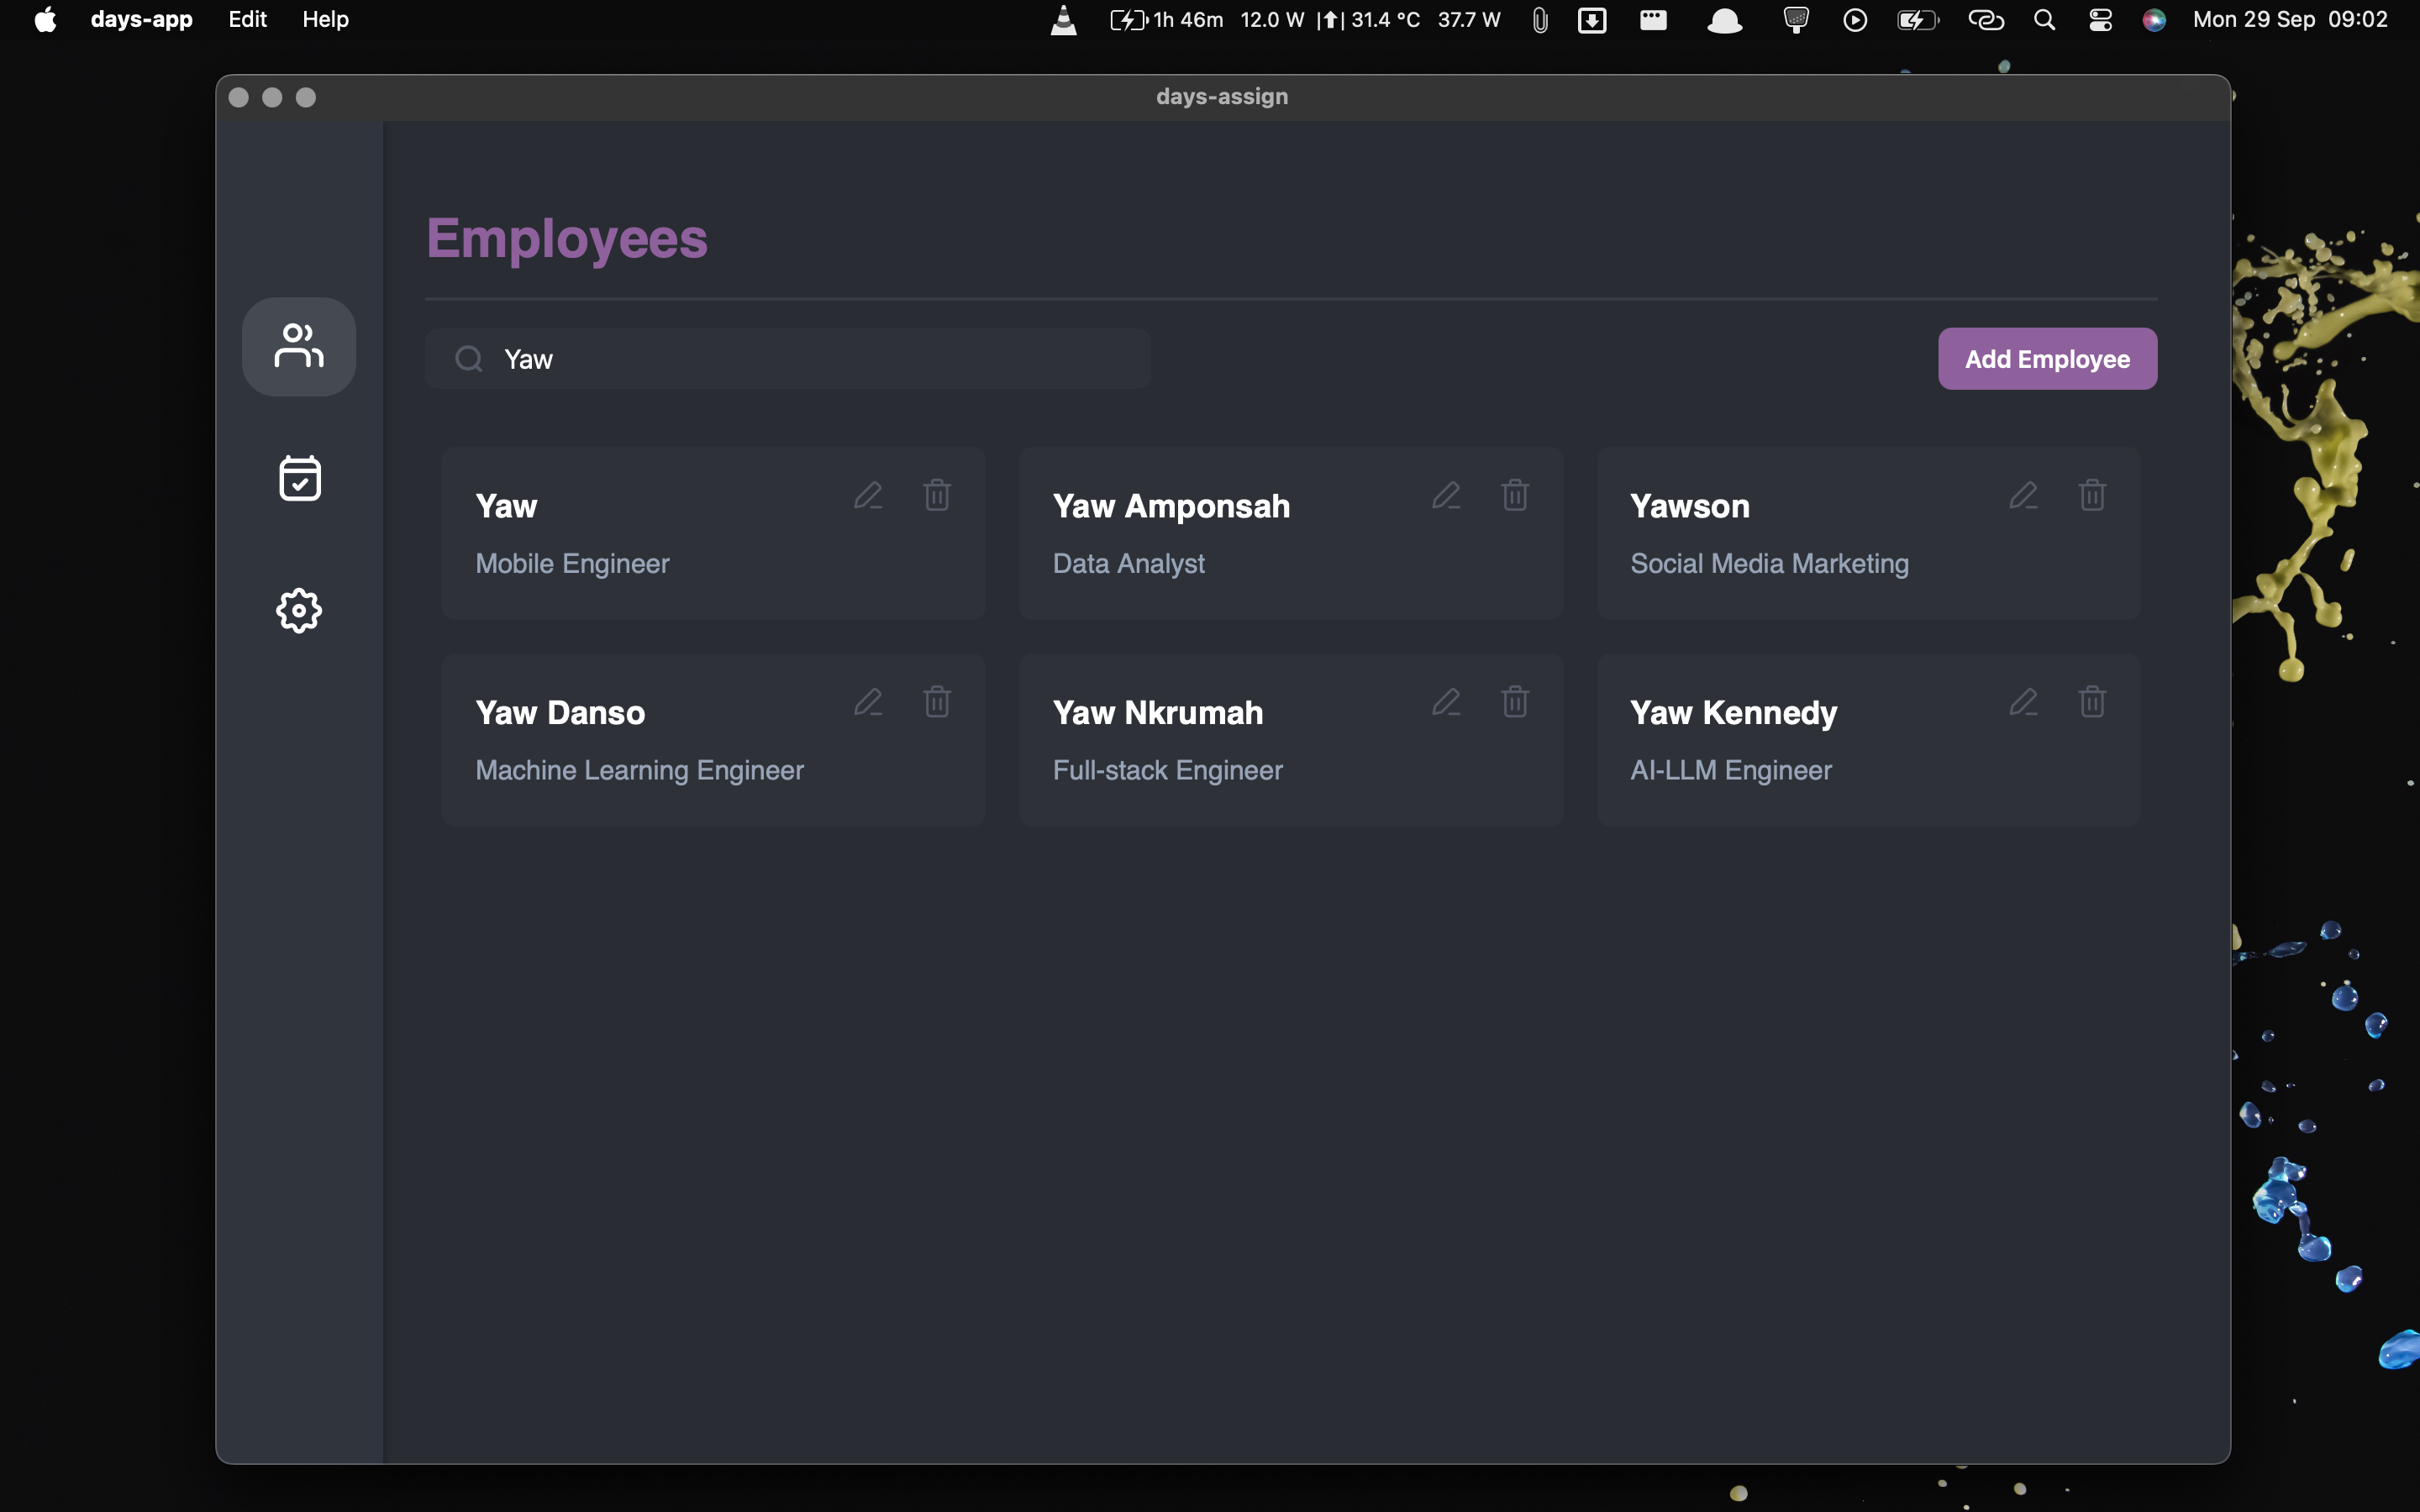 days-app Edit Help 1h 46m 12.0 W 31.4 °C 37.7 W Mon 29 Sep 09:02
days-assign
Employees
Yaw
Add Employee
Yaw
Mobile Engineer
Yaw Amponsah
Data Analyst
Yawson
Social Media Marketing
Yaw Danso
Machine Learning Engineer
Yaw Nkrumah
Full-stack Engineer
Yaw Kennedy
AI-LLM Engineer